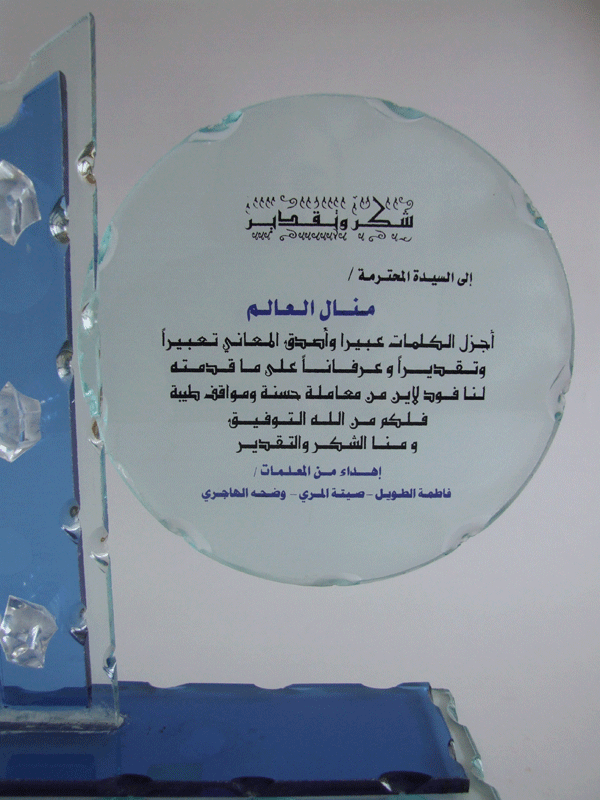 شكر وتقدير
إلى السيدة المحترمة /
منال العالم
أجزل الكلمات عبيرا وأصدق المعاني تعبيراً
وتقديراً و عرفاناً على ما قدمته
لنا فود لاين من معاملة حسنة ومواقف طيبة
فلكم من الله التوفيق
و منا الشكر والتقدير
إهداء من المعلمات /
فاطمة الطويل - صيتة المري - وضحه الهاجري